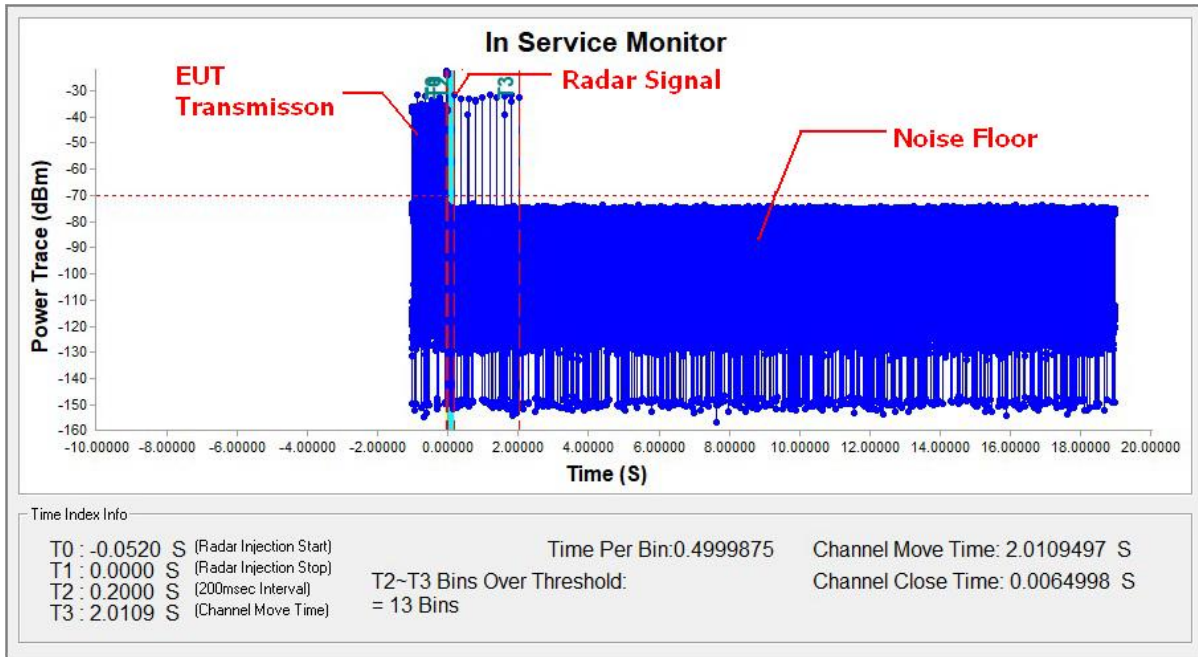 In Service Monitor
EUT
Transmisson
Radar Signal
T2
T3
Noise Floor
Power Trace (dBm)
-30
-40
-50
-60
-70
-80
-90
-100
-110
-120
-130
-140
-150
-160
-10.00000 -8.00000 -6.00000 -4.00000 -2.00000 0.00000 2.00000 4.00000 6.00000 8.00000 10.00000 12.00000 14.00000 16.00000 18.00000 20.00000
Time (S)
Time Index Info
T0 : -0.0520 S (Radar Injection Start)
T1 : 0.0000 S (Radar Injection Stop)
T2 : 0.2000 S (200msec Interval)
T3 : 2.0109 S (Channel Move Time)
Time Per Bin:0.4999875
T2~T3 Bins Over Threshold:
= 13 Bins
Channel Move Time: 2.0109497 S
Channel Close Time: 0.0064998 S